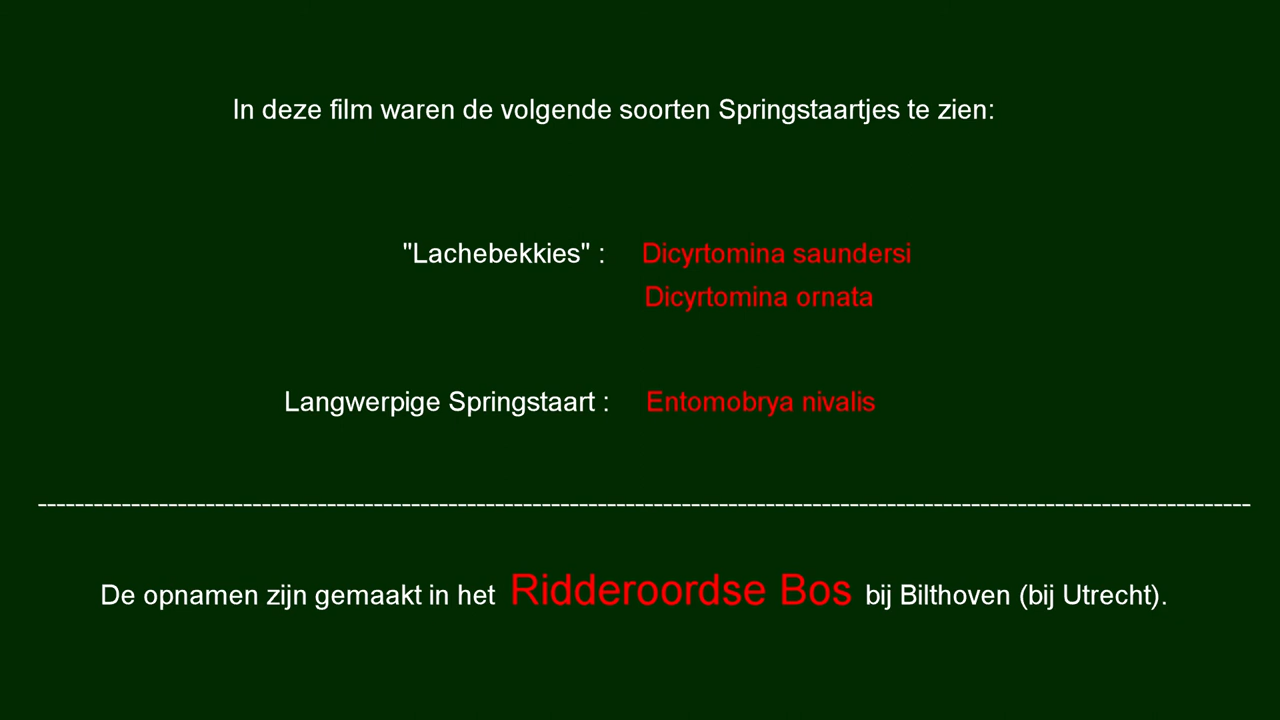 In deze film waren de volgende soorten Springstaartjes te zien:
"Lachebekkies" : Dicyrtomina saundersi
Dicyrtomina ornata
Langwerpige Springstaart : Entomobrya nivalis
De opnamen zijn gemaakt in het Ridderoordse Bos bij Bilthoven (bij Utrecht).